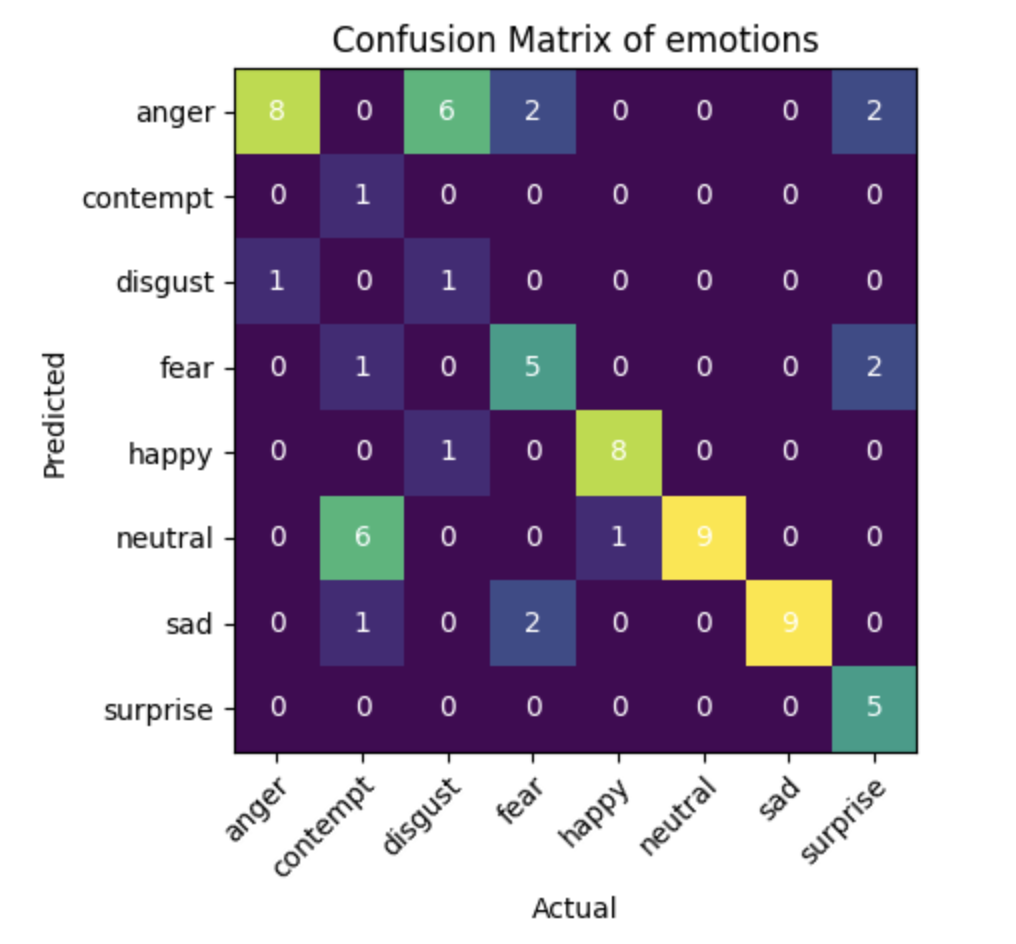 Confusion Matrix of emotions
anger 8 0 6 2 0 0 0 2
contempt 0 1 0 0 0 0 0 0
disgust 1 0 1 0 0 0 0 0
fear 0 1 0 5 0 0 0 2
happy 0 0 1 0 8 0 0 0
neutral 0 6 0 0 1 9 0 0
sad 0 1 0 2 0 0 9 0
surprise 0 0 0 0 0 0 0 5
Predicted
anger contempt disgust fear happy neutral sad surprise
Actual